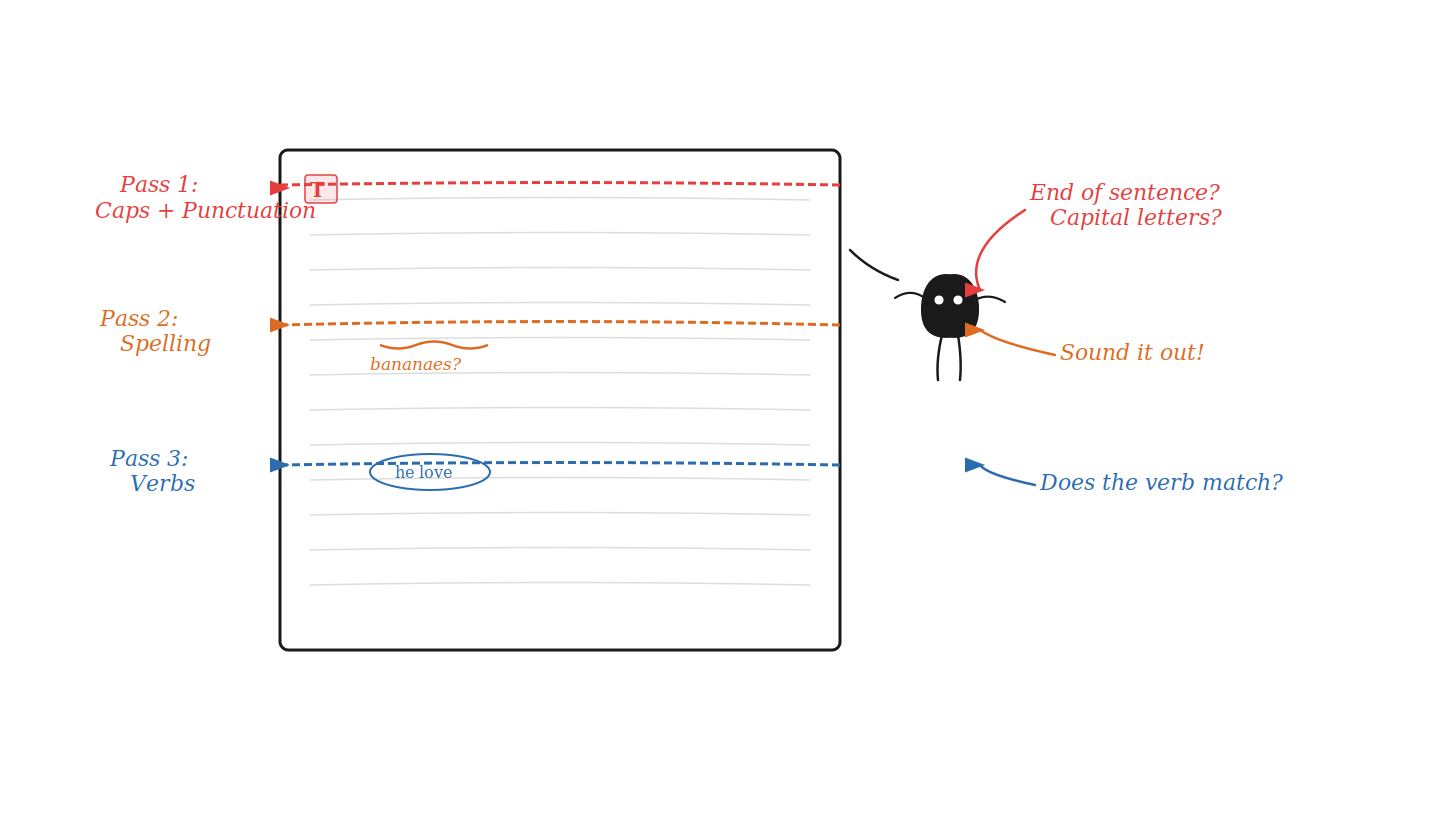 Pass 1:
Caps + Punctuation
T
End of sentence?
Capital letters?
Pass 2:
Spelling
bananaes?
Sound it out!
Pass 3:
Verbs
he love
Does the verb match?